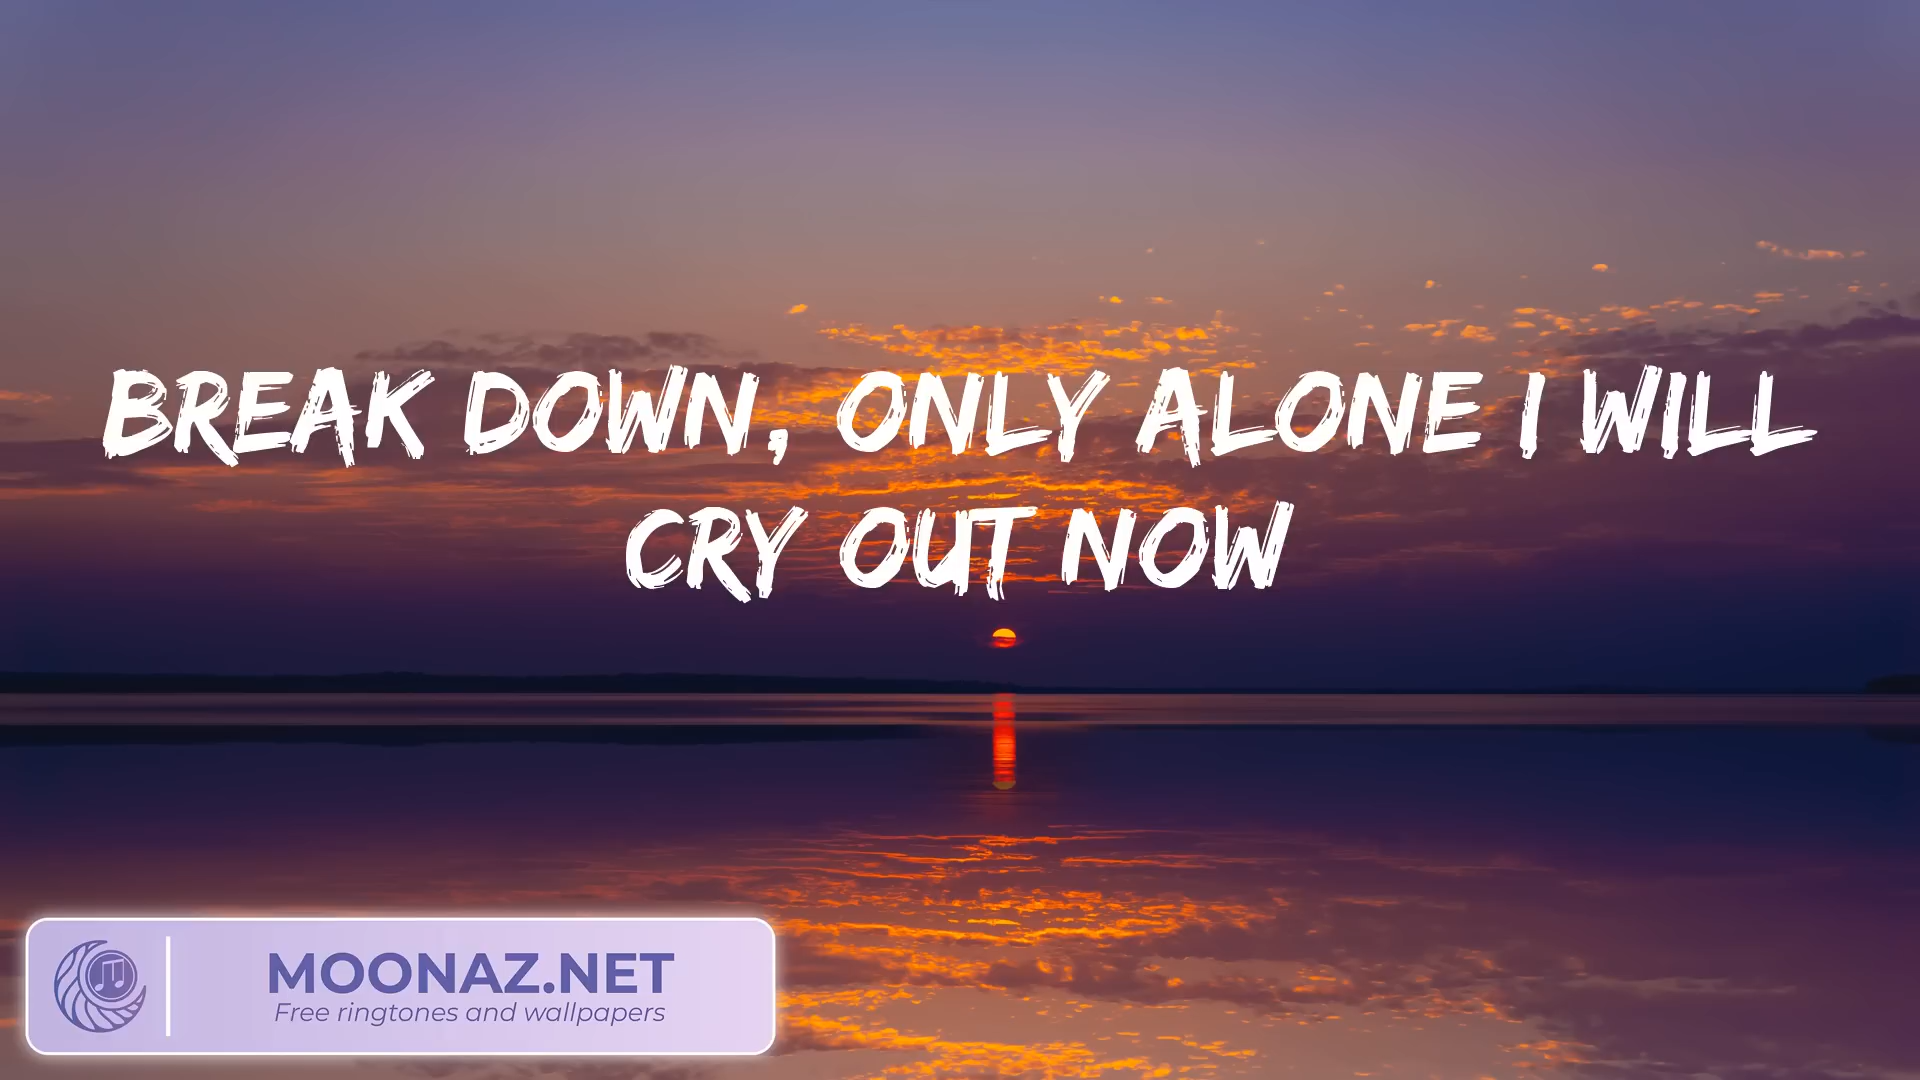 BREAK DOWN, ONLY ALONE I WILL
CRY OUT NOW
MOONAZ.NET
Free ringtones and wallpapers